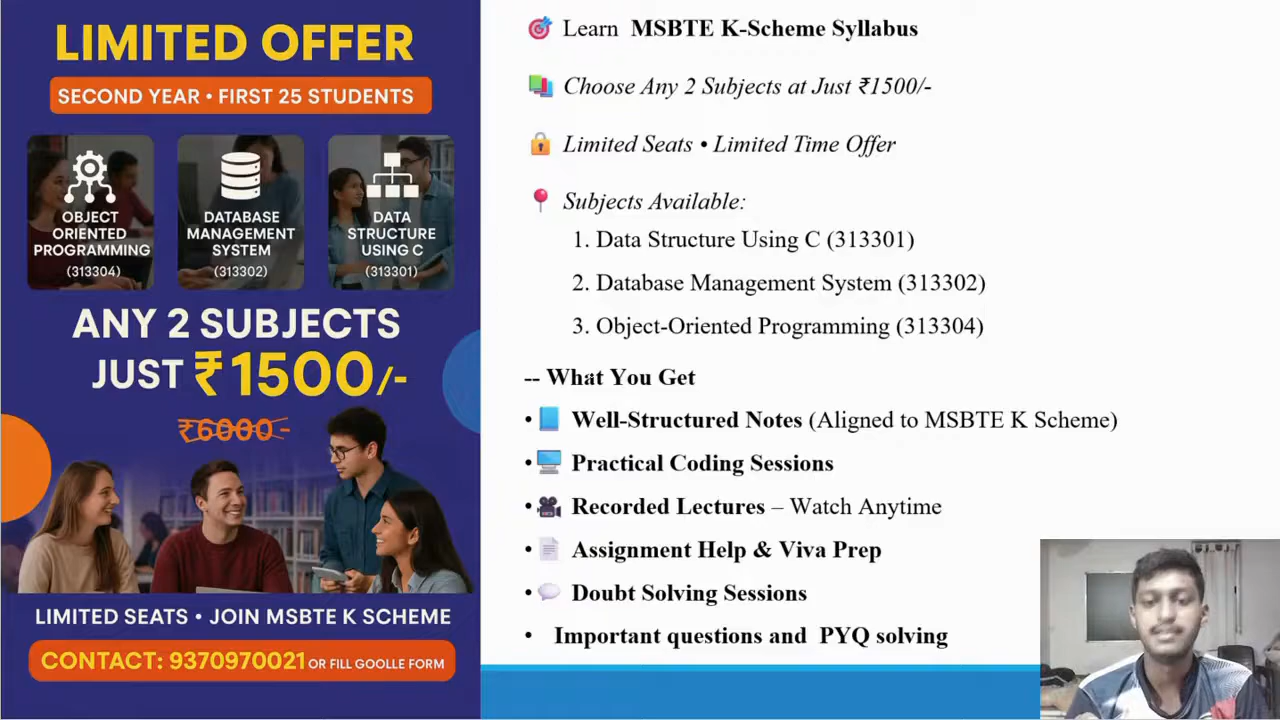 LIMITED OFFER
SECOND YEAR • FIRST 25 STUDENTS
OBJECT
ORIENTED
PROGRAMMING
(313304)
DATABASE
MANAGEMENT
SYSTEM
(313302)
DATA
STRUCTURE
USING C
(313301)
ANY 2 SUBJECTS
JUST ₹1500/-
₹6000 -
LIMITED SEATS • JOIN MSBTE K SCHEME
CONTACT: 9370970021 OR FILL GOOLLE FORM
Learn MSBTE K-Scheme Syllabus
Choose Any 2 Subjects at Just ₹1500/-
Limited Seats • Limited Time Offer
Subjects Available:
1. Data Structure Using C (313301)
2. Database Management System (313302)
3. Object-Oriented Programming (313304)
-- What You Get
• Well-Structured Notes (Aligned to MSBTE K Scheme)
• Practical Coding Sessions
• Recorded Lectures – Watch Anytime
• Assignment Help & Viva Prep
• Doubt Solving Sessions
• Important questions and PYQ solving